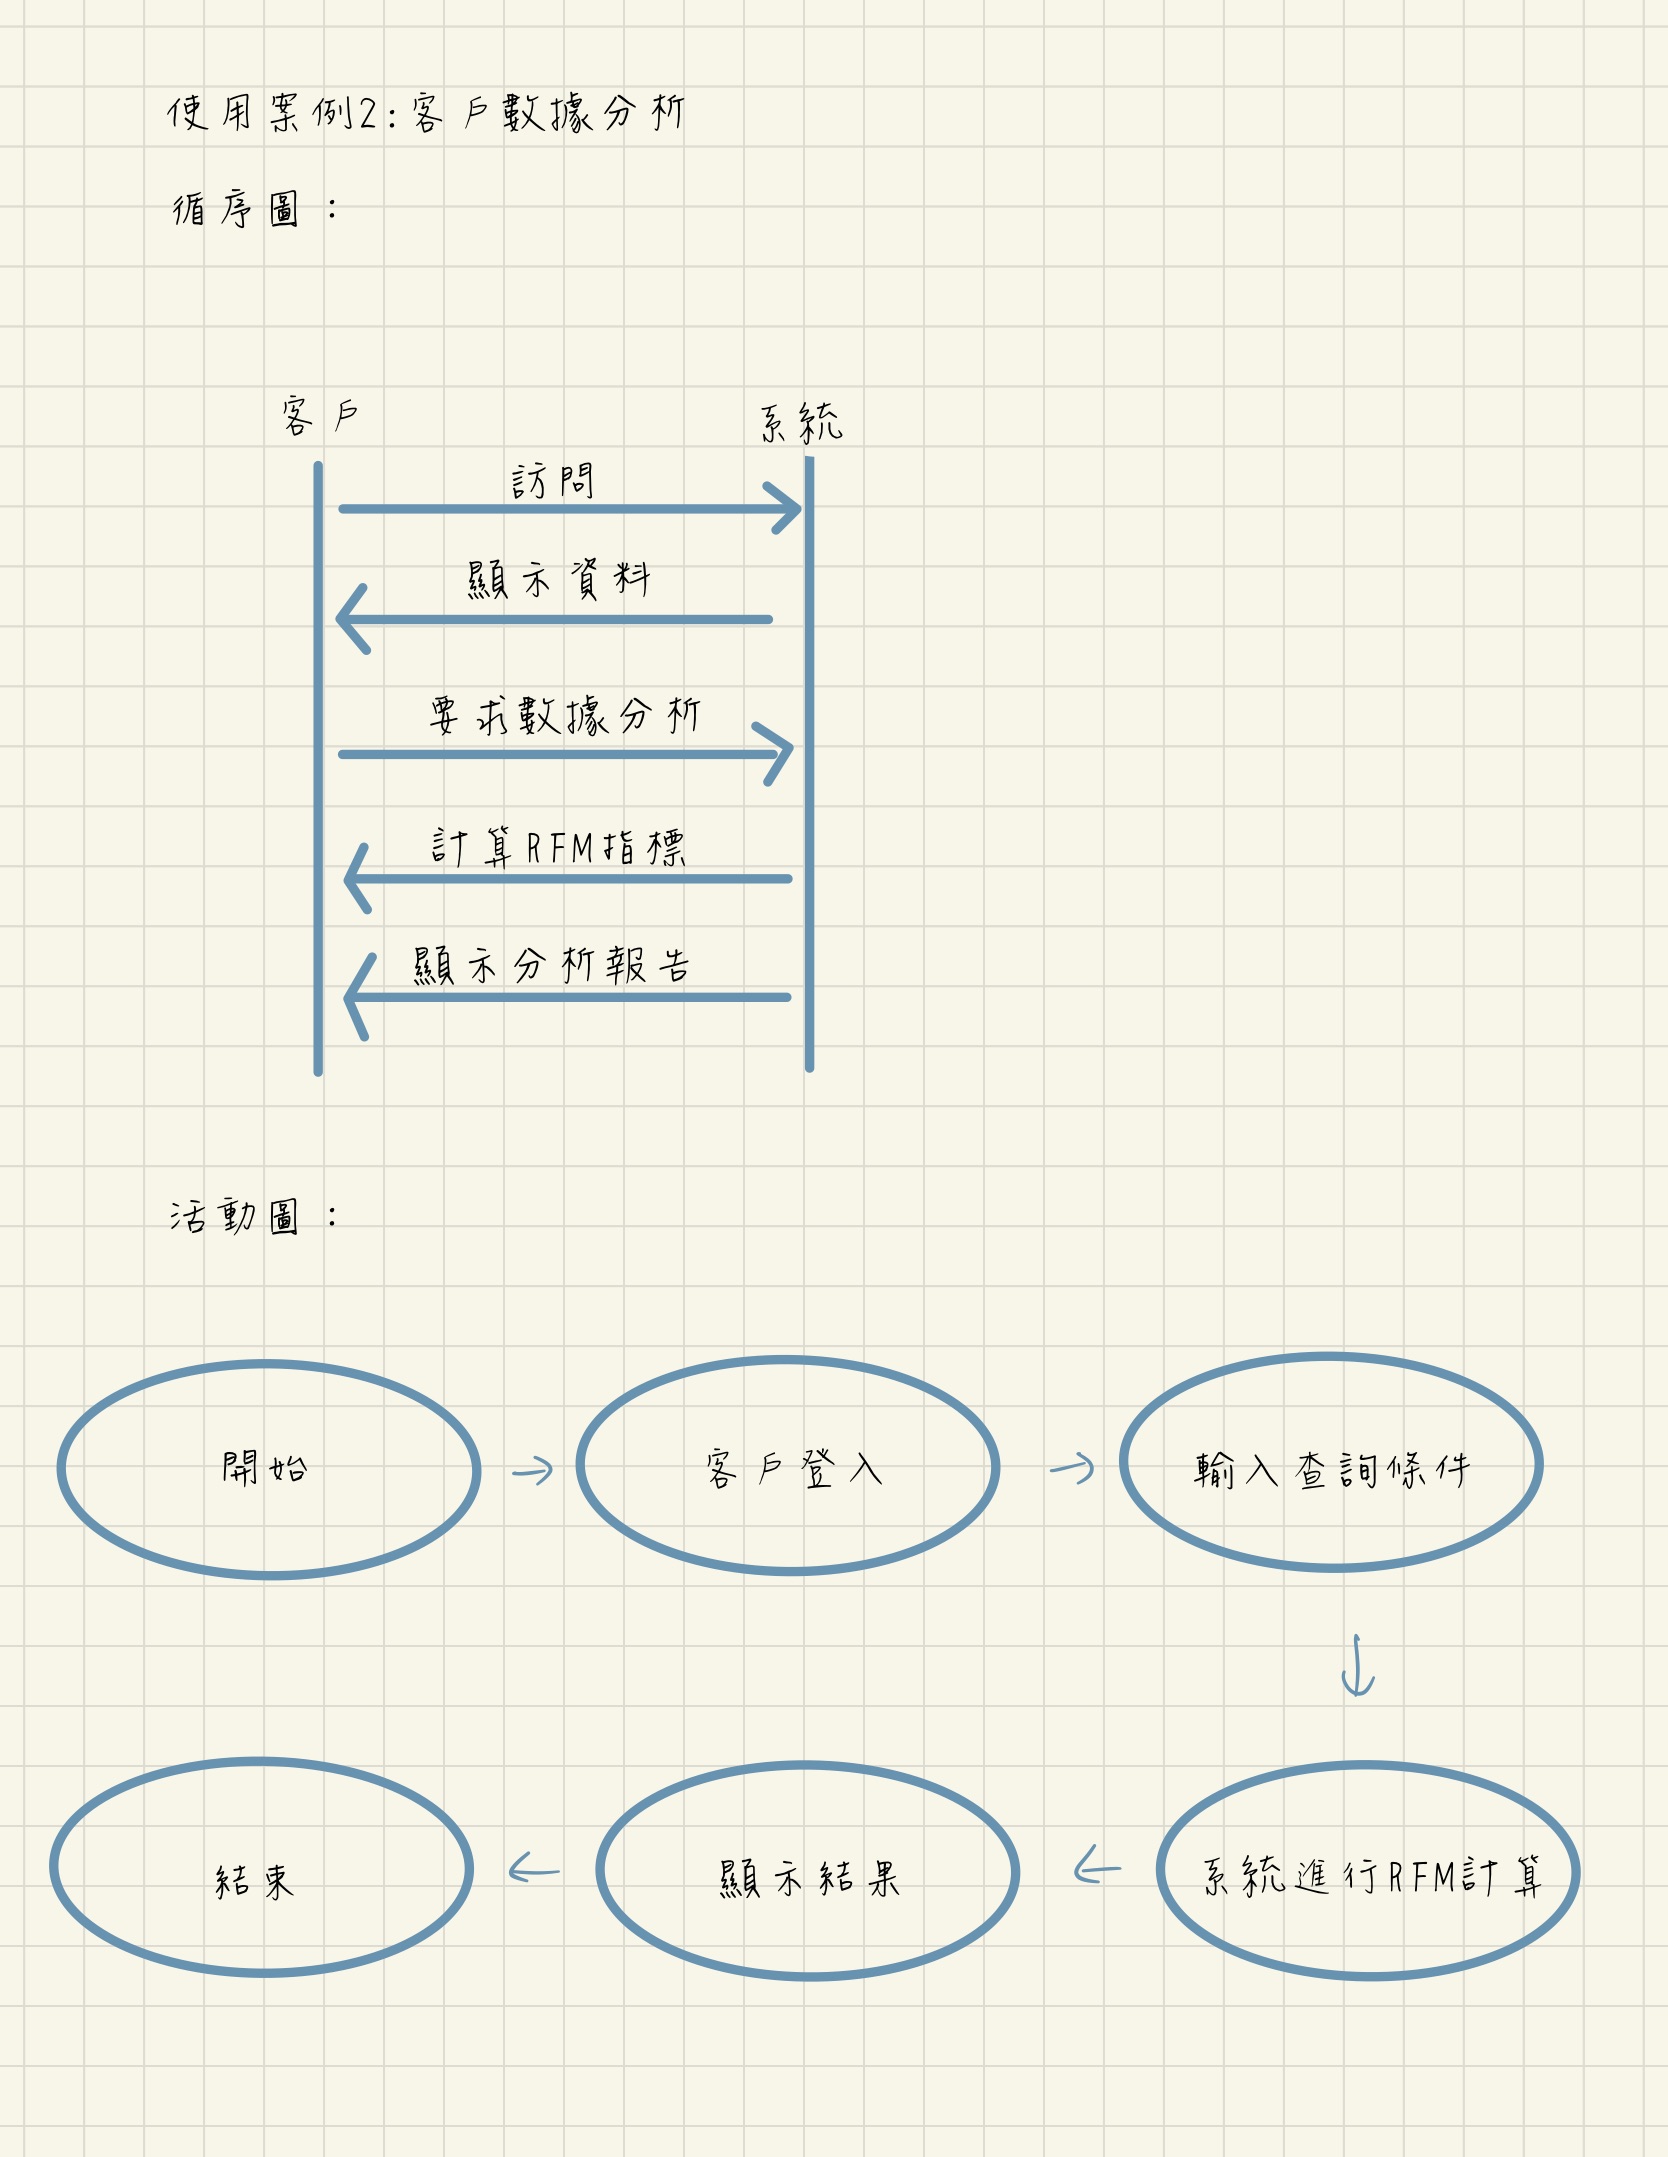 使用案例2:客戶數據分析
循序圖：
客戶
系統
訪問
顯示資料
要求數據分析
計算RFM指標
顯示分析報告
活動圖：
開始
客戶登入
輸入查詢條件
系統進行RFM計算
顯示結果
結束